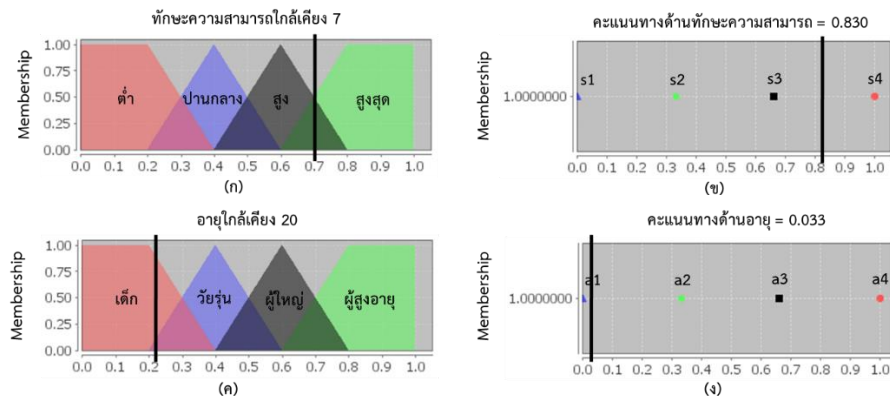 ทักษะความสามารถใกล้เคียง 7
Membership
1.00
0.75
0.50
0.25
0.00
ต่ำ ปานกลาง สูง สูงสุด
0.0 0.1 0.2 0.3 0.4 0.5 0.6 0.7 0.8 0.9 1.0
(ก)
คะแนนทางด้านทักษะความสามารถ = 0.830
Membership
s1 s2 s3 s4
1.0000000
0.0 0.1 0.2 0.3 0.4 0.5 0.6 0.7 0.8 0.9 1.0
(ข)
อายุใกล้เคียง 20
Membership
1.00
0.75
0.50
0.25
0.00
เด็ก วัยรุ่น ผู้ใหญ่ ผู้สูงอายุ
0.0 0.1 0.2 0.3 0.4 0.5 0.6 0.7 0.8 0.9 1.0
(ค)
คะแนนทางด้านอายุ = 0.033
Membership
a1 a2 a3 a4
1.0000000
0.0 0.1 0.2 0.3 0.4 0.5 0.6 0.7 0.8 0.9 1.0
(ง)